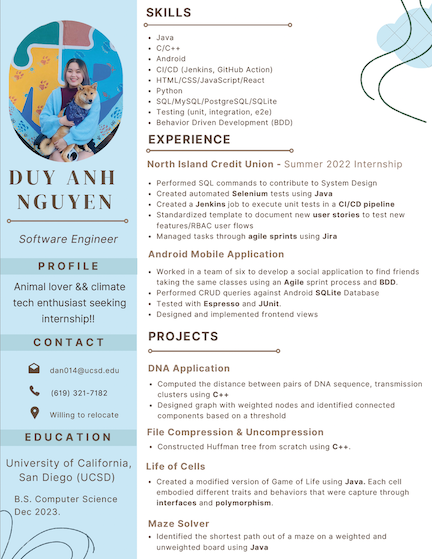 DUY ANH
NGUYEN
Software Engineer
PROFILE
Animal lover && climate
tech enthusiast seeking
internship!!
CONTACT
dan014@ucsd.edu
(619) 321-7182
Willing to relocate
EDUCATION
University of California,
San Diego (UCSD)
B.S. Computer Science
Dec 2023.
SKILLS
Java
C/C++
Android
CI/CD (Jenkins, GitHub Action)
HTML/CSS/JavaScript/React
Python
SQL/MySQL/PostgreSQL/SQLite
Testing (unit, integration, e2e)
Behavior Driven Development (BDD)
EXPERIENCE
North Island Credit Union - Summer 2022 Internship
Performed SQL commands to contribute to System Design
Created automated Selenium tests using Java
Created a Jenkins job to execute unit tests in a CI/CD pipeline
Standardized template to document new user stories to test new
features/RBAC user flows
Managed tasks through agile sprints using Jira
Android Mobile Application
Worked in a team of six to develop a social application to find friends
taking the same classes using an Agile sprint process and BDD.
Performed CRUD queries against Android SQLite Database
Tested with Espresso and JUnit.
Designed and implemented frontend views
PROJECTS
DNA Application
Computed the distance between pairs of DNA sequence, transmission
clusters using C++
Designed graph with weighted nodes and identified connected
components based on a threshold
File Compression & Uncompression
Constructed Huffman tree from scratch using C++.
Life of Cells
Created a modified version of Game of Life using Java. Each cell
embodied different traits and behaviors that were capture through
interfaces and polymorphism.
Maze Solver
Identified the shortest path out of a maze on a weighted and
unweighted board using Java